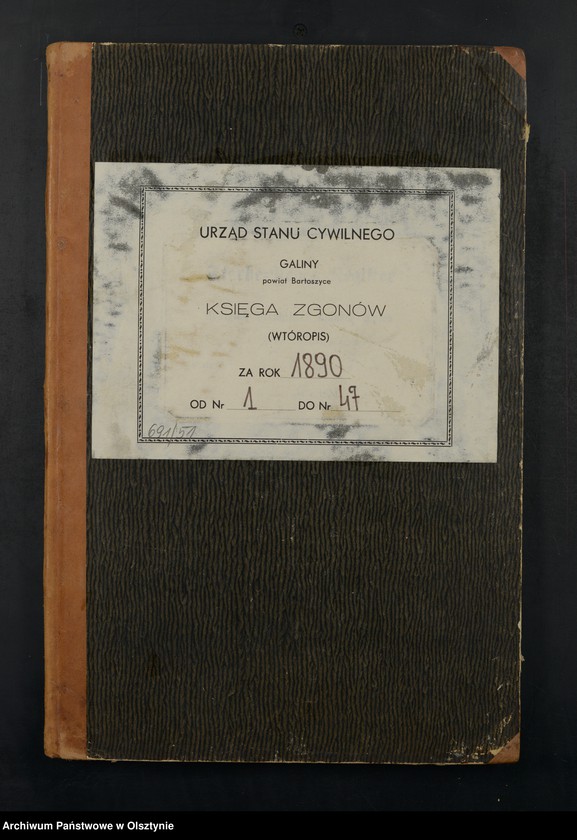 URZĄD STANU CYWILNEGO
GALINY
powiat Bartoszyce
KSIĘGA ZGONÓW
(WTÓROPIS)
ZA ROK 1890
OD Nr 1 DO Nr 47
691/51
Archiwum Państwowe w Olsztynie